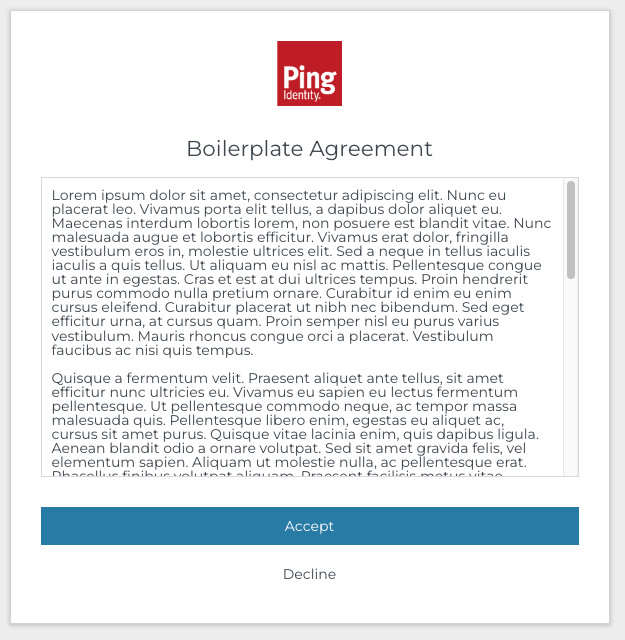 Ping
Identity.
Boilerplate Agreement
Lorem ipsum dolor sit amet, consectetur adipiscing elit. Nunc eu
placerat leo. Vivamus porta elit tellus, a dapibus dolor aliquet eu.
Maecenas interdum lobortis lorem, non posuere est blandit vitae. Nunc
malesuada augue et lobortis efficitur. Vivamus erat dolor, fringilla
vestibulum eros in, molestie ultrices elit. Sed a neque in tellus iaculis
iaculis a quis tellus. Ut aliquam eu nisl ac mattis. Pellentesque congue
ut ante in egestas. Cras et est at dui ultrices tempus. Proin hendrerit
purus commodo nulla pretium ornare. Curabitur id enim eu enim
cursus eleifend. Curabitur placerat ut nibh nec bibendum. Sed eget
efficitur urna, at cursus quam. Proin semper nisl eu purus varius
vestibulum. Mauris rhoncus congue orci a placerat. Vestibulum
faucibus ac nisi quis tempus.
Quisque a fermentum velit. Praesent aliquet ante tellus, sit amet
efficitur nunc ultricies eu. Vivamus eu sapien eu lectus fermentum
pellentesque. Ut pellentesque commodo neque, ac tempor massa
malesuada quis. Pellentesque libero enim, egestas eu aliquet ac,
cursus sit amet purus. Quisque vitae lacinia enim, quis dapibus ligula.
Aenean blandit odio a ornare volutpat. Sed sit amet gravida felis, vel
elementum sapien. Aliquam ut molestie nulla, ac pellentesque erat.
Phasellus finibus volutpat aliquam. Praesent facilisis metus vitae
Accept
Decline